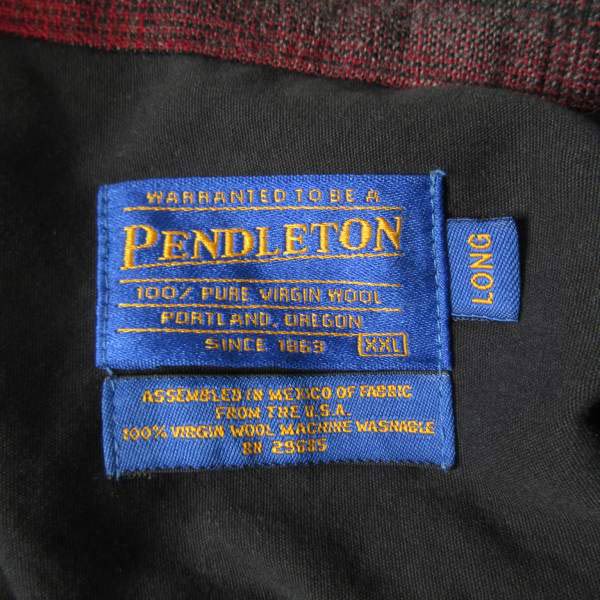 WARRANTED TO BE A
PENDLETON
100% PURE VIRGIN WOOL
PORTLAND, OREGON
SINCE 1863 XXL
LONG
ASSEMBLED IN MEXICO OF FABRIC
FROM THE U.S.A.
100% VIRGIN WOOL MACHINE WASHABLE
RN 29685